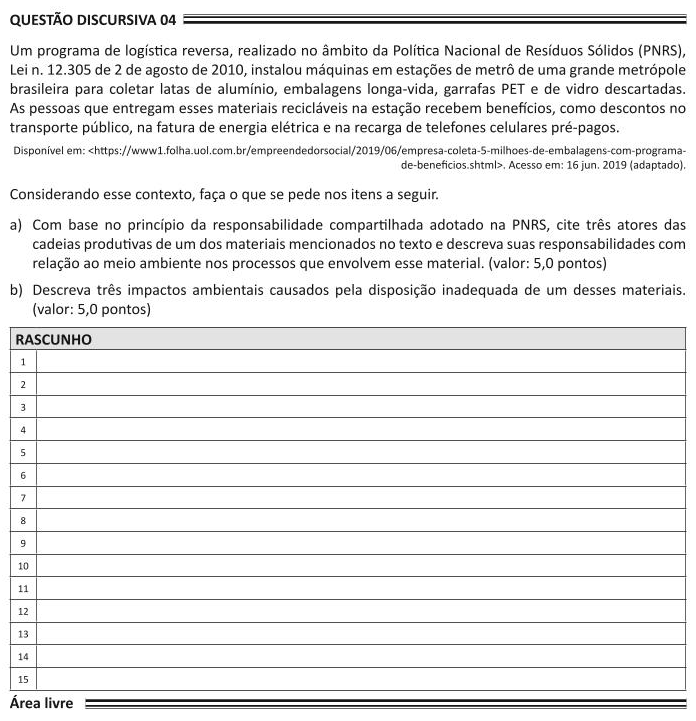 QUESTÃO DISCURSIVA 04
Um programa de logística reversa, realizado no âmbito da Política Nacional de Resíduos Sólidos (PNRS),
Lei n. 12.305 de 2 de agosto de 2010, instalou máquinas em estações de metrô de uma grande metrópole
brasileira para coletar latas de alumínio, embalagens longa-vida, garrafas PET e de vidro descartadas.
As pessoas que entregam esses materiais recicláveis na estação recebem benefícios, como descontos no
transporte público, na fatura de energia elétrica e na recarga de telefones celulares pré-pagos.
Disponível em: <https://www1.folha.uol.com.br/empreendedorsocial/2019/06/empresa-coleta-5-milhoes-de-embalagens-com-programa-
de-beneficios.shtml>. Acesso em: 16 jun. 2019 (adaptado).
Considerando esse contexto, faça o que se pede nos itens a seguir.
a) Com base no princípio da responsabilidade compartilhada adotado na PNRS, cite três atores das
cadeias produtivas de um dos materiais mencionados no texto e descreva suas responsabilidades com
relação ao meio ambiente nos processos que envolvem esse material. (valor: 5,0 pontos)
b) Descreva três impactos ambientais causados pela disposição inadequada de um desses materiais.
(valor: 5,0 pontos)
RASCUNHO
1
2
3
4
5
6
7
8
9
10
11
12
13
14
15
Área livre